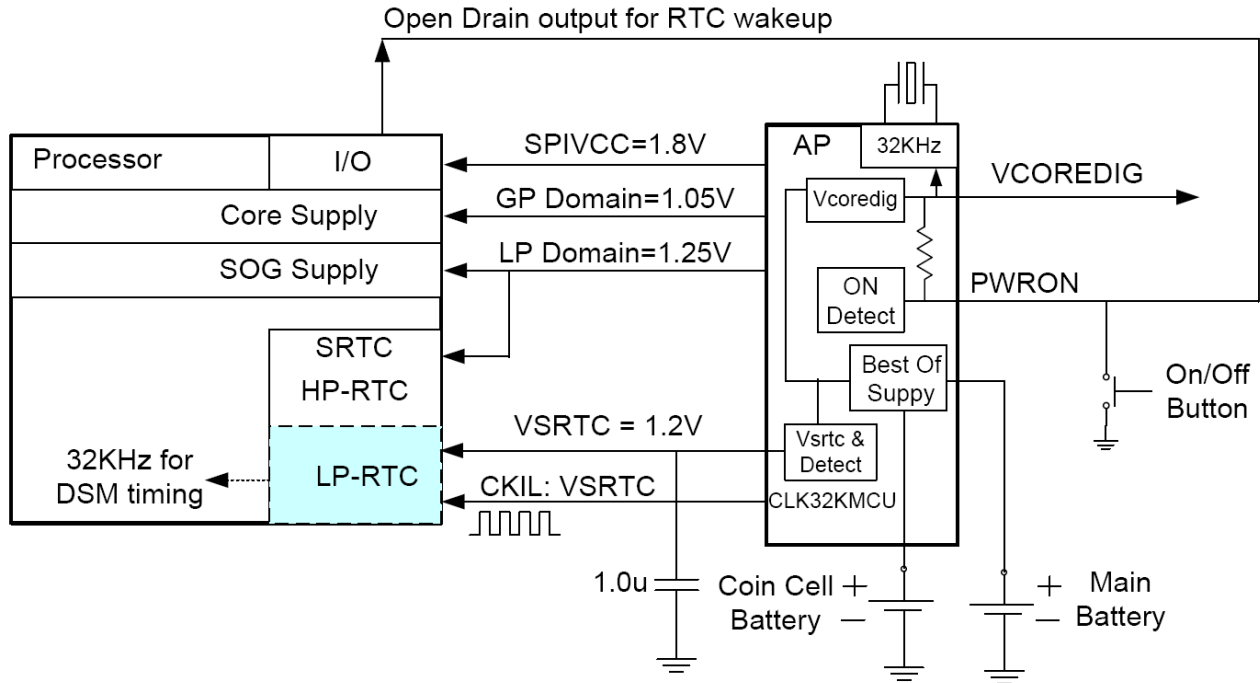 Open Drain output for RTC wakeup
Processor
I/O
Core Supply
SOG Supply
SRTC
HP-RTC
LP-RTC
32KHz for
DSM timing
SPIVCC=1.8V
GP Domain=1.05V
LP Domain=1.25V
VSRTC = 1.2V
CKIL: VSRTC
1.0u
AP
32KHz
Vcoredig
VCOREDIG
ON
Detect
PWRON
Best Of
Suppy
Vsrtc &
Detect
CLK32KMCU
On/Off
Button
Coin Cell +
Battery −
+ Main
− Battery